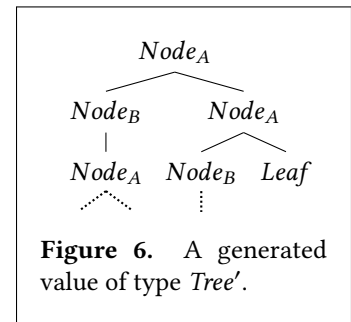 Node_A
Node_B Node_A
Node_A Node_B Leaf
Figure 6. A generated
value of type Tree′.